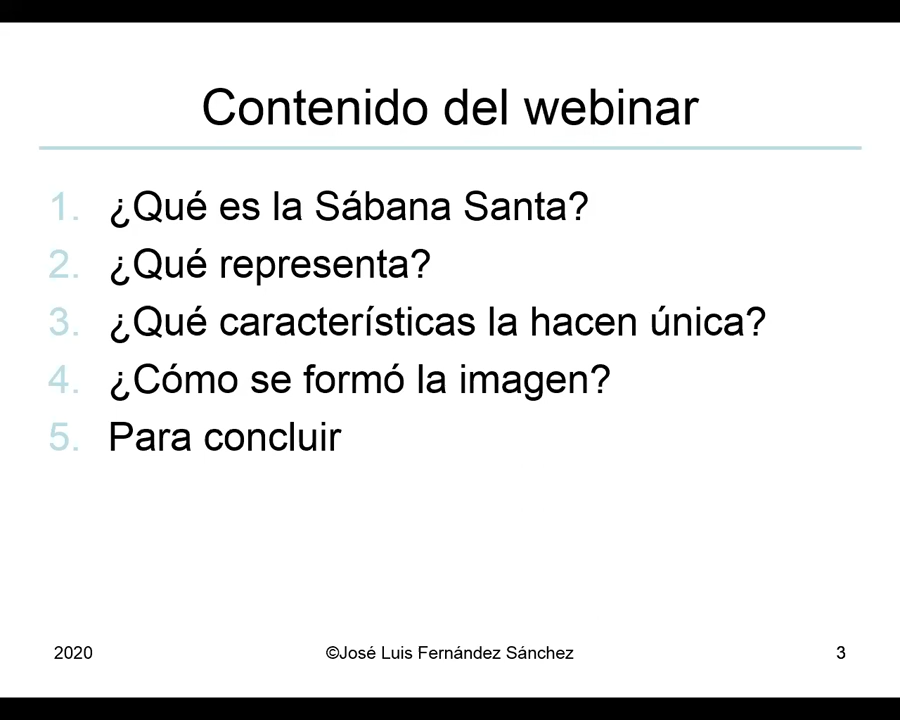 Contenido del webinar
1. ¿Qué es la Sábana Santa?
2. ¿Qué representa?
3. ¿Qué características la hacen única?
4. ¿Cómo se formó la imagen?
5. Para concluir
2020 ©José Luis Fernández Sánchez 3